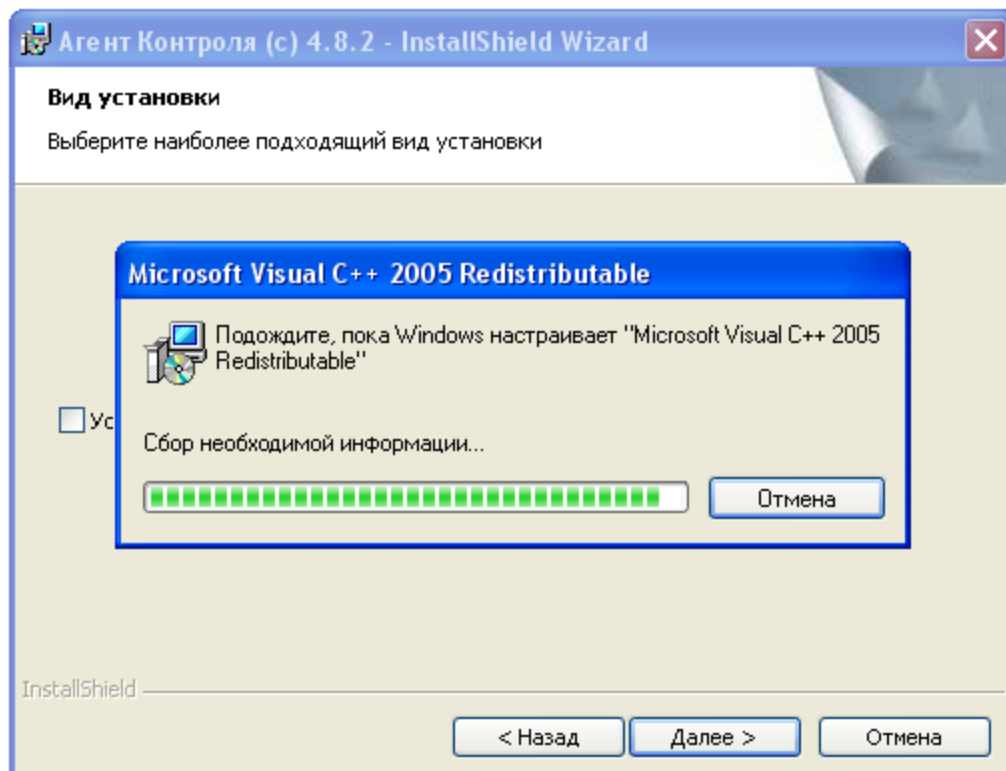 Агент Контроля (c) 4.8.2 - InstallShield Wizard
Вид установки
Выберите наиболее подходящий вид установки
Microsoft Visual C++ 2005 Redistributable
Подождите, пока Windows настраивает "Microsoft Visual C++ 2005
Redistributable"
Ус
Сбор необходимой информации...
Отмена
InstallShield
< Назад
Далее >
Отмена